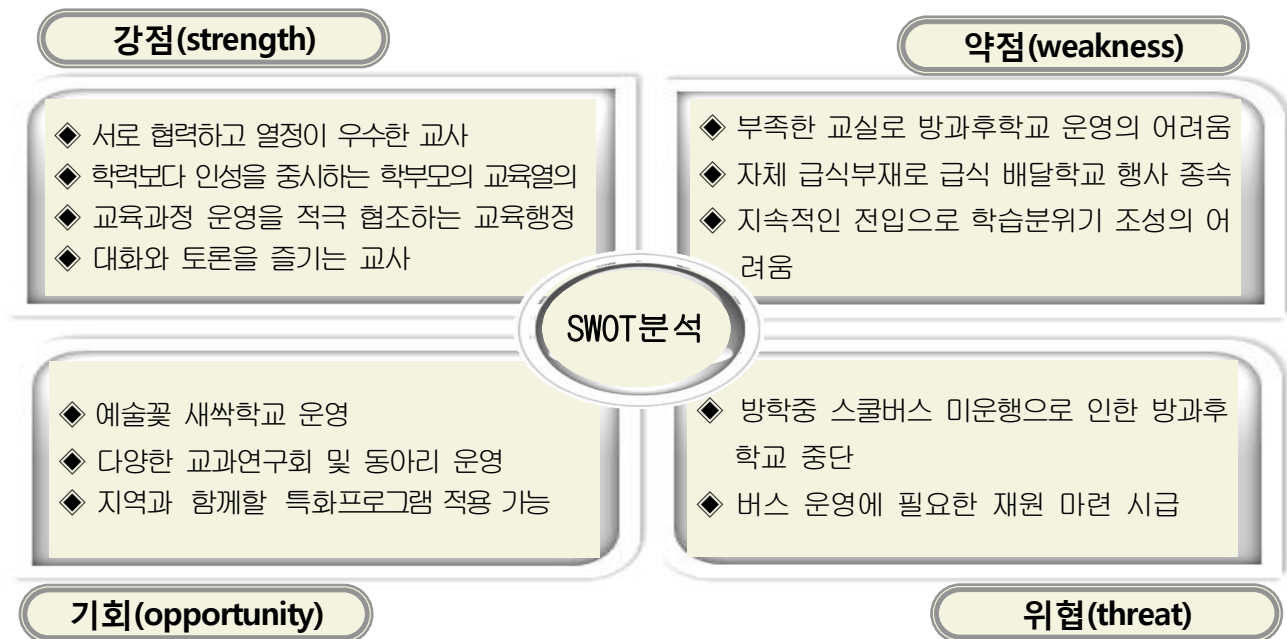 강점(strength)
◈ 서로 협력하고 열정이 우수한 교사
◈ 학력보다 인성을 중시하는 학부모의 교육열의
◈ 교육과정 운영을 적극 협조하는 교육행정
◈ 대화와 토론을 즐기는 교사
약점(weakness)
◈ 부족한 교실로 방과후학교 운영의 어려움
◈ 자체 급식부재로 급식 배달학교 행사 종속
◈ 지속적인 전입으로 학습분위기 조성의 어
려움
SWOT분석
◈ 예술꽃 새싹학교 운영
◈ 다양한 교과연구회 및 동아리 운영
◈ 지역과 함께할 특화프로그램 적용 가능
기회(opportunity)
◈ 방학중 스쿨버스 미운행으로 인한 방과후
학교 중단
◈ 버스 운영에 필요한 재원 마련 시급
위협(threat)